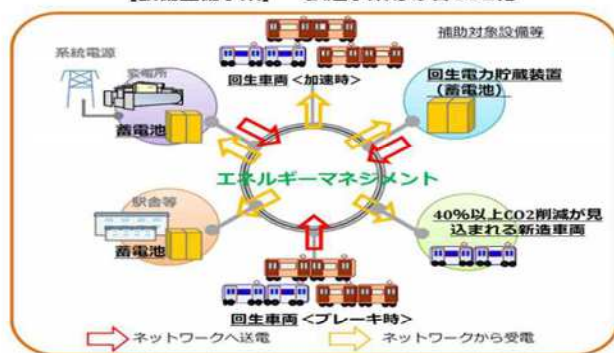 補助対象設備等
系統電源
変電所
回生車両<加速時>
回生電力貯蔵装置
(蓄電池)
蓄電池
エネルギーマネジメント
駅舎等
40%以上CO2削減が見
込まれる新造車両
蓄電池
回生車両<ブレーキ時>
ネットワークへ送電
ネットワークから受電